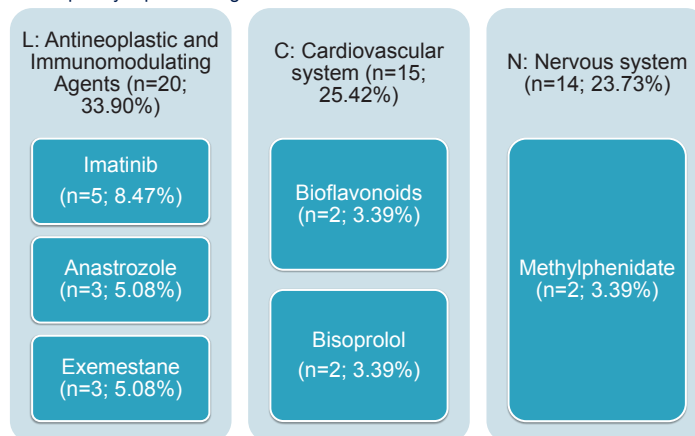 L: Antineoplastic and
Immunomodulating
Agents (n=20;
33.90%)
Imatinib
(n=5; 8.47%)
Anastrozole
(n=3; 5.08%)
Exemestane
(n=3; 5.08%)
C: Cardiovascular
system (n=15;
25.42%)
Bioflavonoids
(n=2; 3.39%)
Bisoprolol
(n=2; 3.39%)
N: Nervous system
(n=14; 23.73%)
Methylphenidate
(n=2; 3.39%)